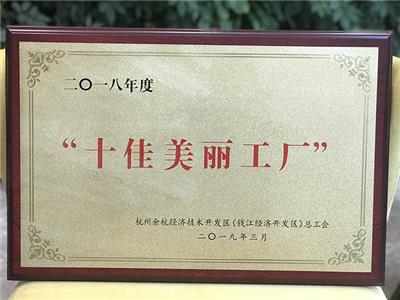 二〇一八年度
“十佳美丽工厂”
杭州余杭经济技术开发区(钱江经济开发区)总工会
二〇一九年三月